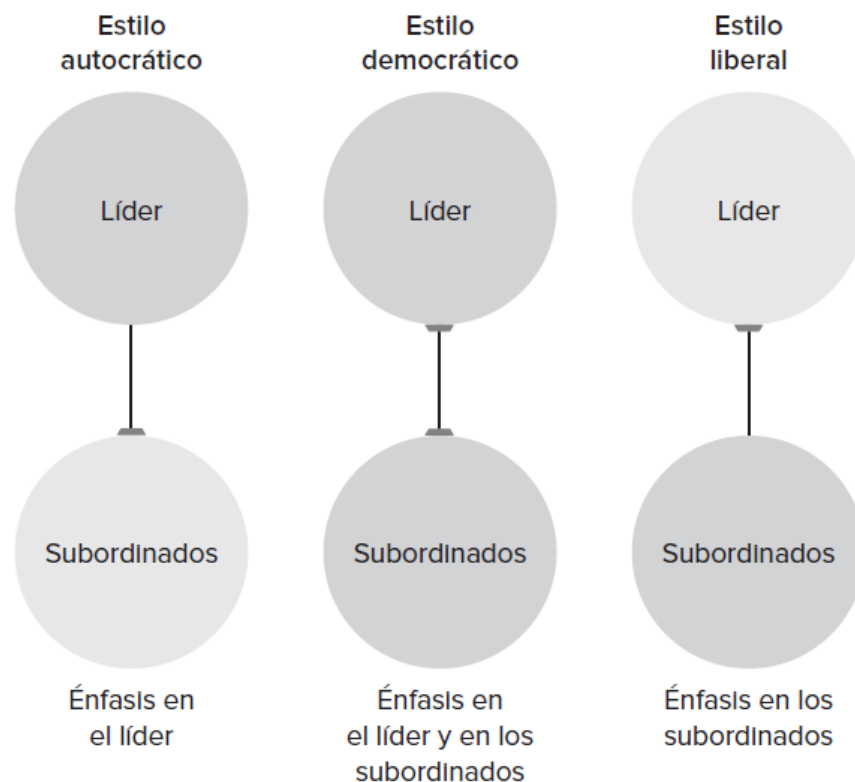 Estilo
autocrático
Estilo
democrático
Estilo
liberal
Líder
Líder
Líder
Subordinados
Subordinados
Subordinados
Énfasis en
el líder
Énfasis en
el líder y en los
subordinados
Énfasis en los
subordinados